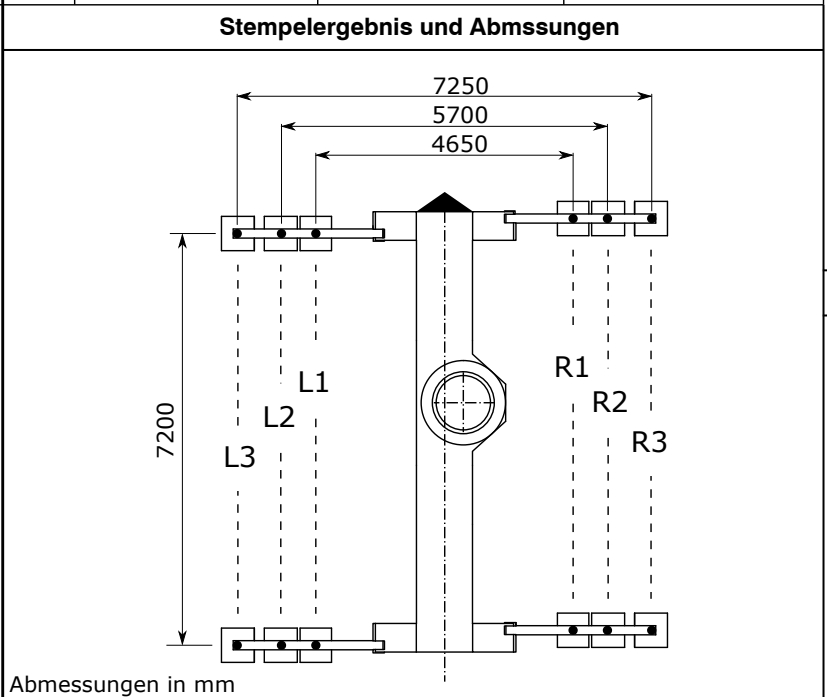 Stempelergebnis und Abmssungen
7250
5700
4650
7200
L1
L2
L3
R1
R2
R3
Abmessungen in mm